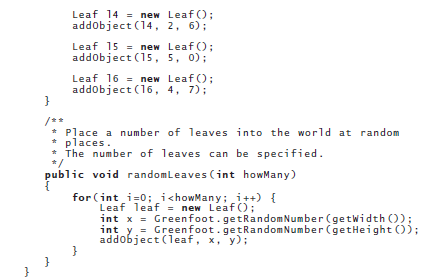 Leaf l4 = new Leaf();
addObject(l4, 2, 6);
Leaf l5 = new Leaf();
addObject(l5, 5, 0);
Leaf l6 = new Leaf();
addObject(l6, 4, 7);
}
/**
* Place a number of leaves into the world at random
* places.
* The number of leaves can be specified.
*/
public void randomLeaves(int howMany)
{
for(int i=0; i<howMany; i++) {
Leaf leaf = new Leaf();
int x = Greenfoot.getRandomNumber(getWidth());
int y = Greenfoot.getRandomNumber(getHeight());
addObject(leaf, x, y);
}
}
}